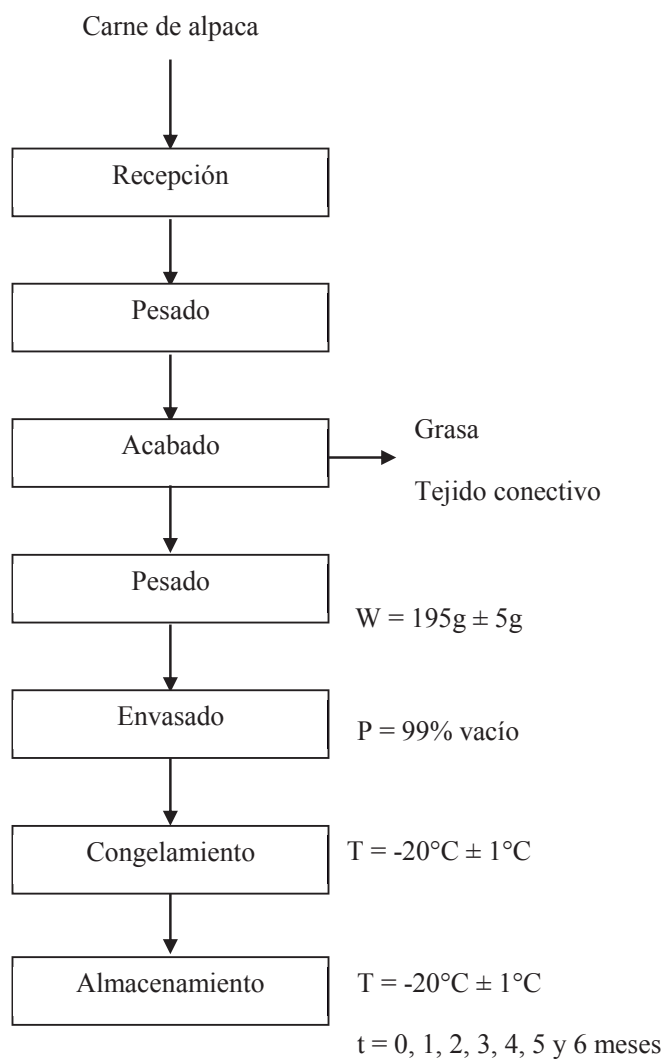 Carne de alpaca
Recepción
Pesado
Acabado
Grasa
Tejido conectivo
Pesado
W = 195g ± 5g
Envasado
P = 99% vacío
Congelamiento
T = -20°C ± 1°C
Almacenamiento
T = -20°C ± 1°C
t = 0, 1, 2, 3, 4, 5 y 6 meses